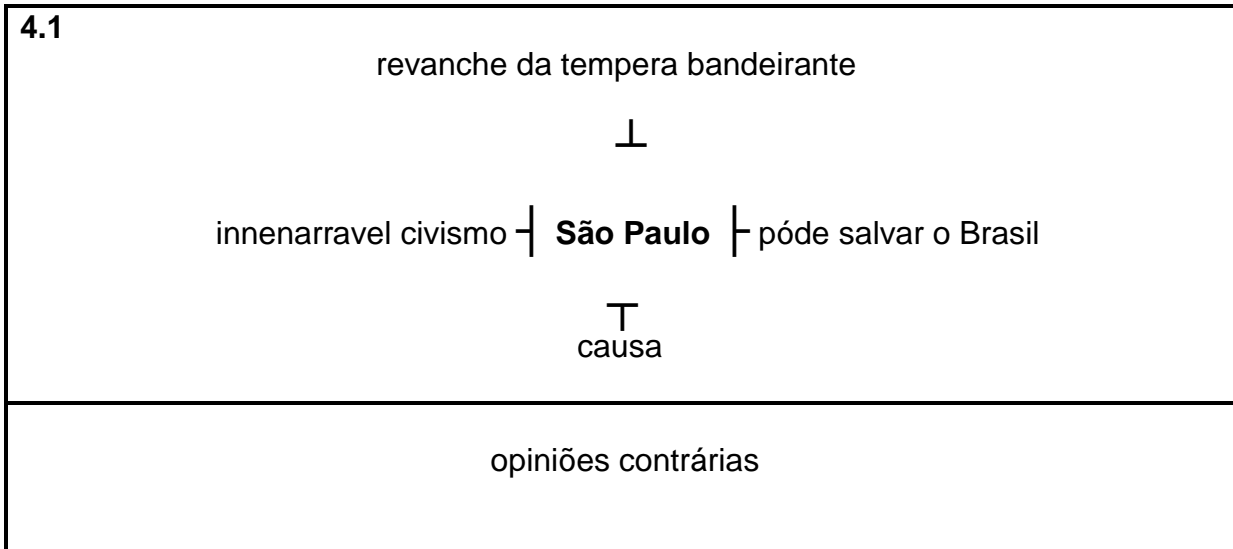 4.1
revanche da tempera bandeirante
innenarravel civismo São Paulo póde salvar o Brasil
causa
opiniões contrárias